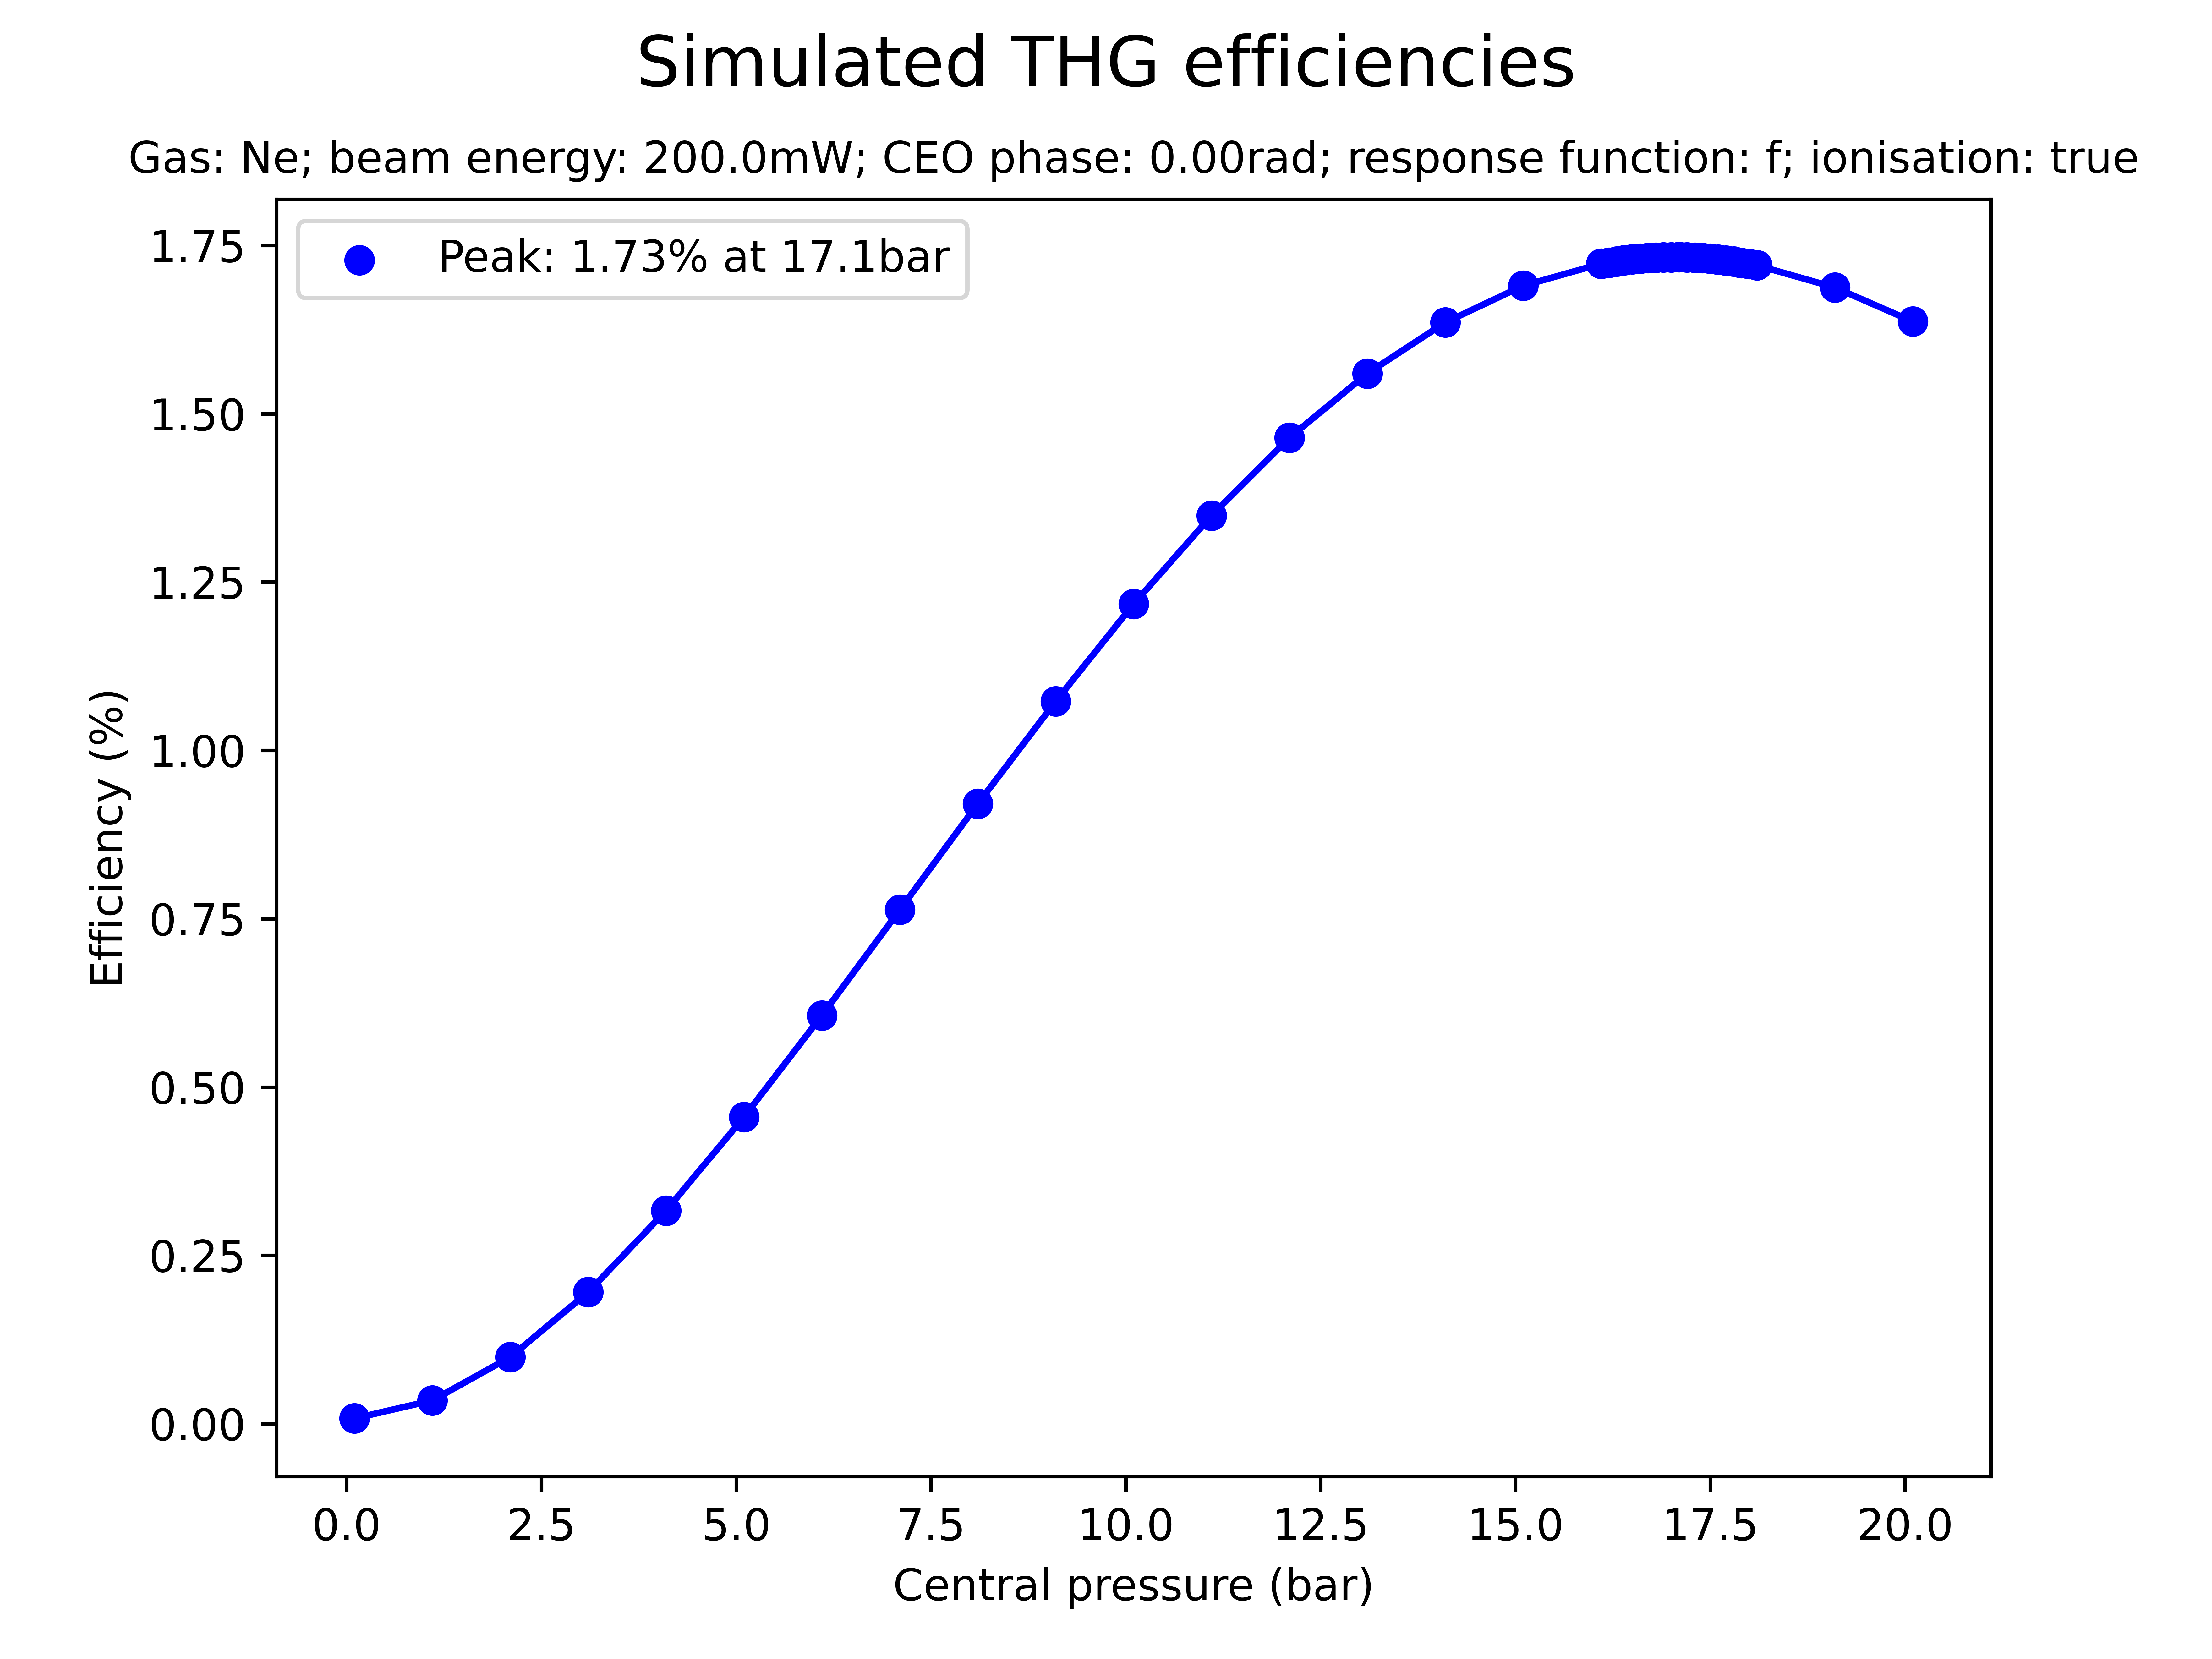 Simulated THG efficiencies
Gas: Ne; beam energy: 200.0mW; CEO phase: 0.00rad; response function: f; ionisation: true
Peak: 1.73% at 17.1bar
1.75
1.50
1.25
1.00
0.75
0.50
0.25
0.00
Efficiency (%)
0.0 2.5 5.0 7.5 10.0 12.5 15.0 17.5 20.0
Central pressure (bar)